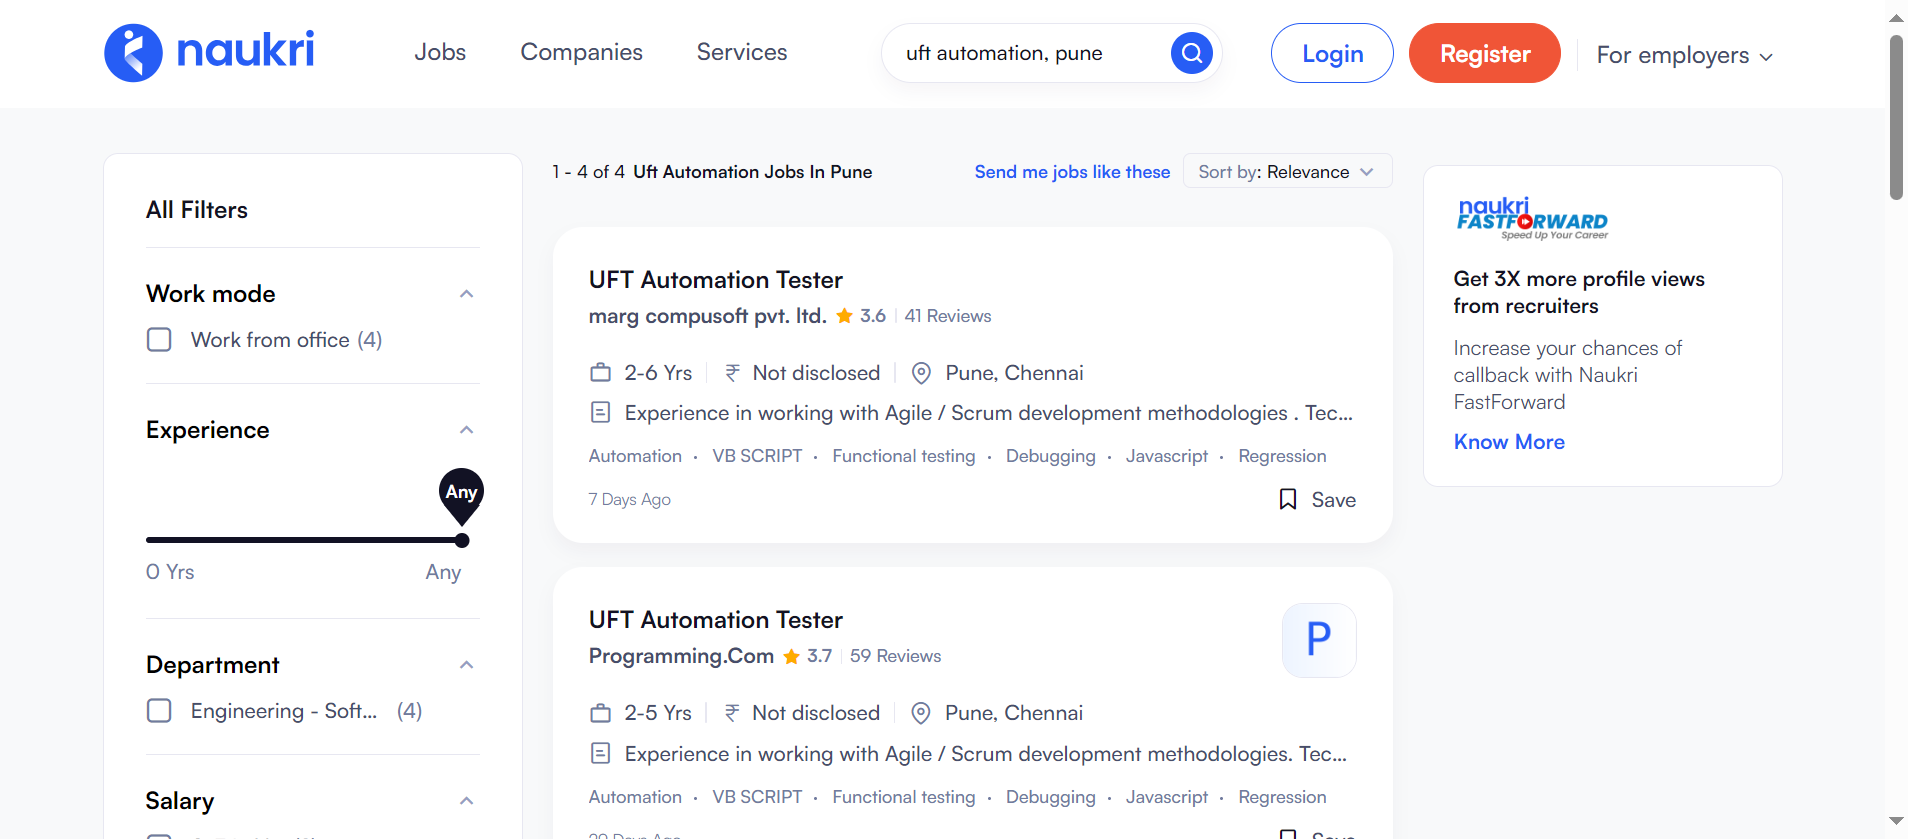 naukri
Jobs
Companies
Services
uft automation, pune
Login
Register
For employers
All Filters
Work mode
Work from office (4)
Experience
Any
0 Yrs
Any
Department
Engineering - Soft... (4)
Salary
1 - 4 of 4 Uft Automation Jobs In Pune
Send me jobs like these
Sort by: Relevance
UFT Automation Tester
marg compusoft pvt. ltd. 3.6 41 Reviews
2-6 Yrs ₹ Not disclosed Pune, Chennai
Experience in working with Agile / Scrum development methodologies . Tec...
Automation · VB SCRIPT · Functional testing · Debugging · Javascript · Regression
7 Days Ago
Save
UFT Automation Tester
P
Programming.Com 3.7 59 Reviews
2-5 Yrs ₹ Not disclosed Pune, Chennai
Experience in working with Agile / Scrum development methodologies. Tec...
Automation · VB SCRIPT · Functional testing · Debugging · Javascript · Regression
Save
naukri
FASTFORWARD
Speed Up Your Career
Get 3X more profile views
from recruiters
Increase your chances of
callback with Naukri
FastForward
Know More